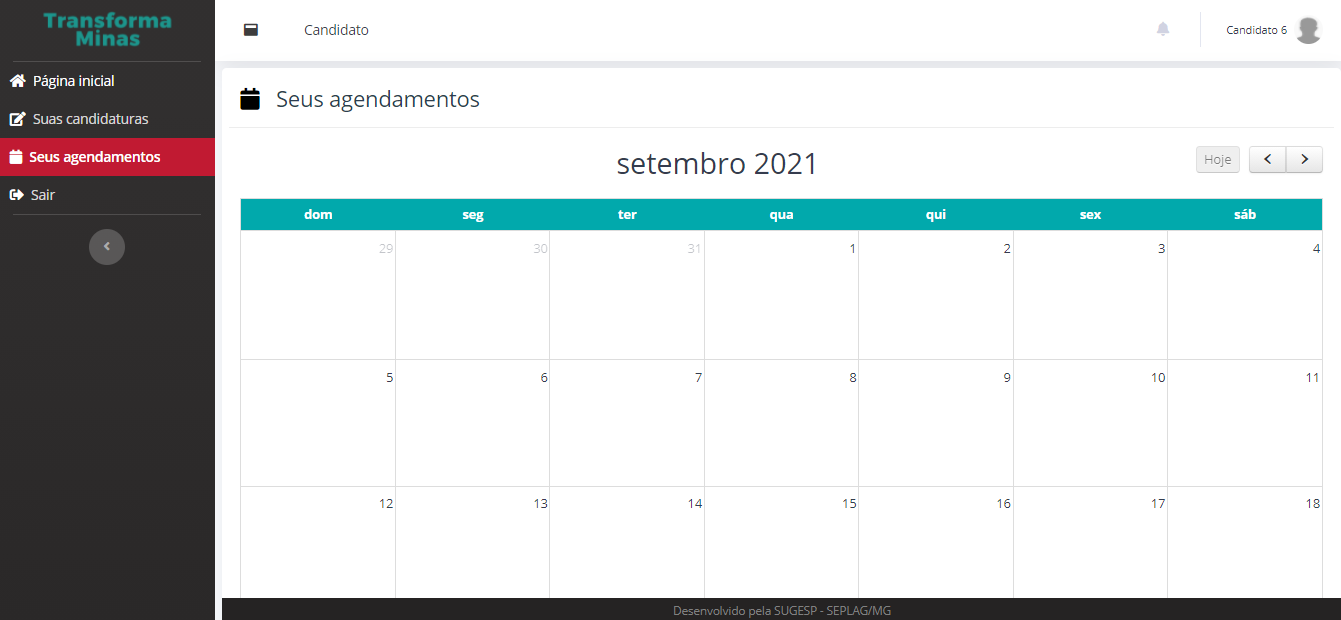 Transforma
Minas
Página inicial
Suas candidaturas
Seus agendamentos
Sair
Candidato
Candidato 6
Seus agendamentos
setembro 2021
Hoje
dom seg ter qua qui sex sáb
29 30 31 1 2 3 4
5 6 7 8 9 10 11
12 13 14 15 16 17 18
Desenvolvido pela SUGESP - SEPLAG/MG